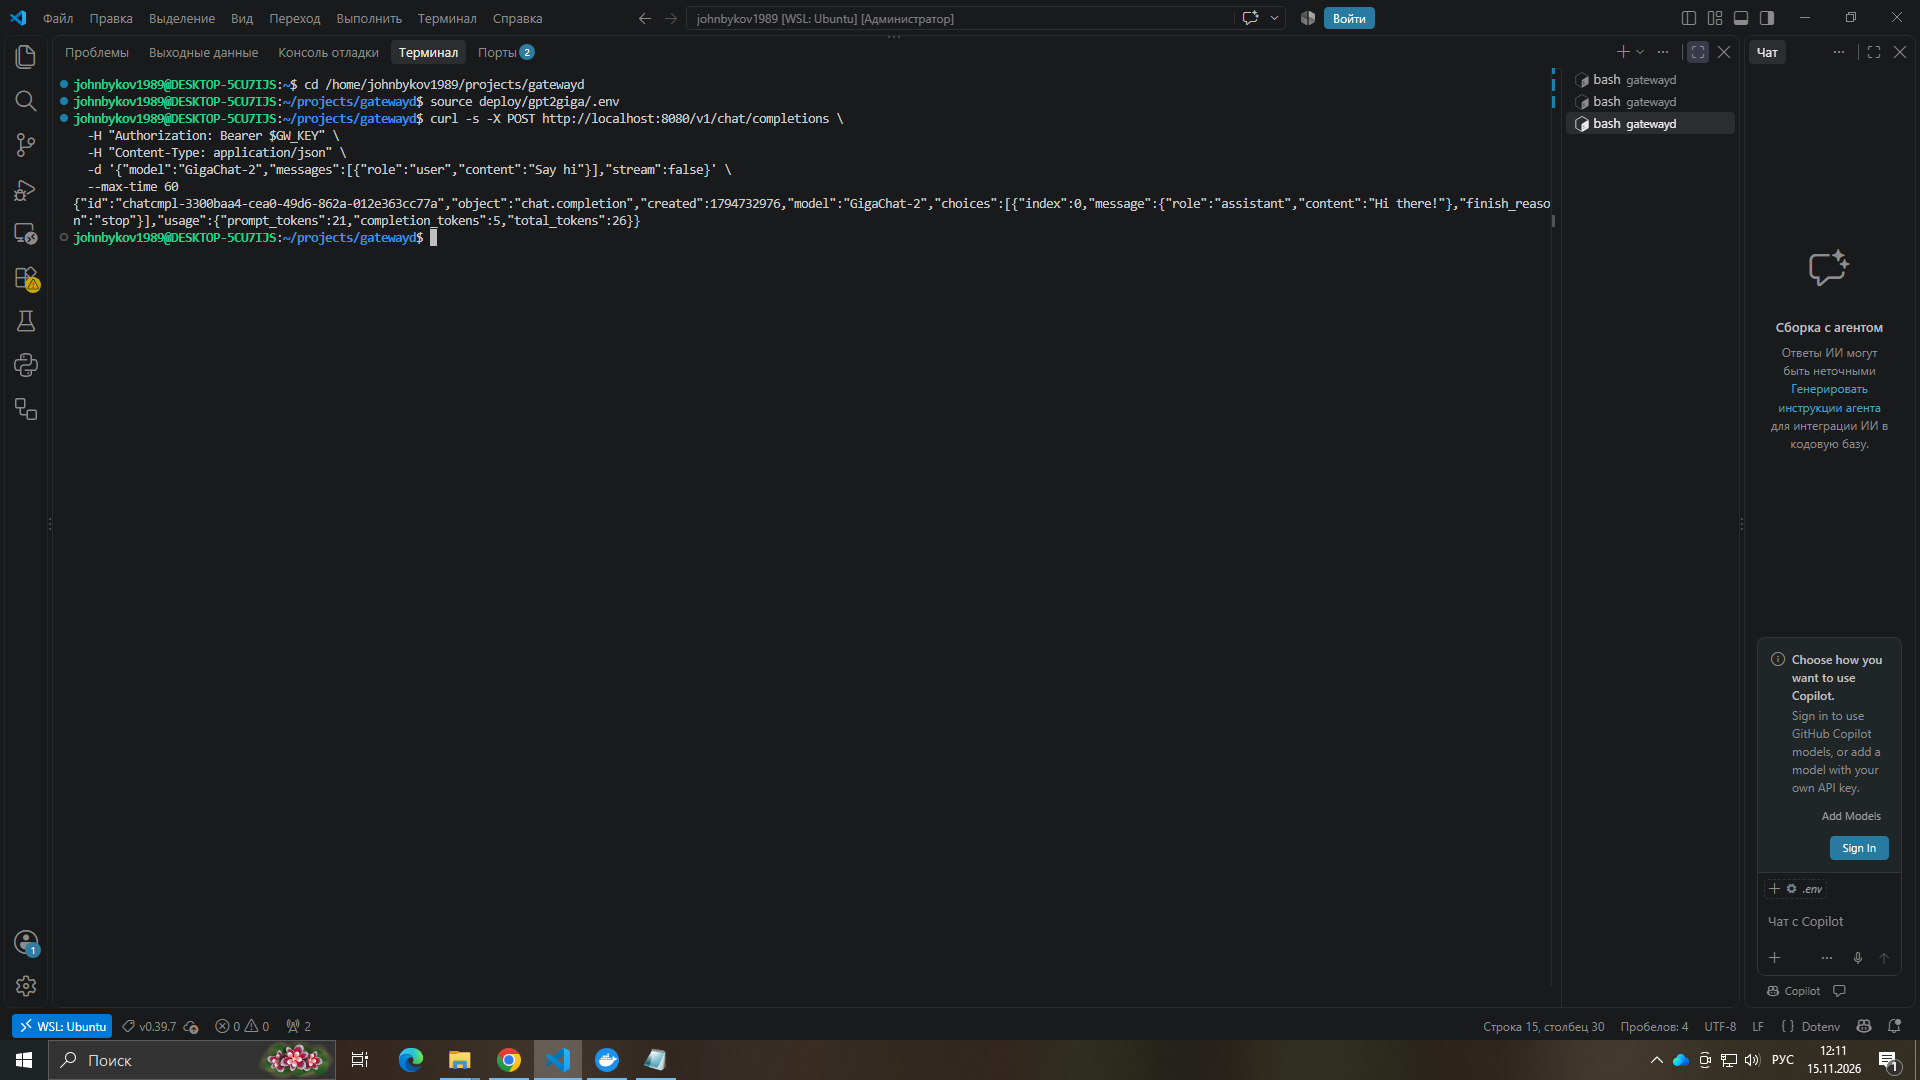 Файл Правка Выделение Вид Переход Выполнить Терминал Справка
johnbykov1989 [WSL: Ubuntu] [Администратор]
Войти
Проблемы Выходные данные Консоль отладки Терминал Порты 2
johnbykov1989@DESKTOP-5CU7IJS:~$ cd /home/johnbykov1989/projects/gatewayd
johnbykov1989@DESKTOP-5CU7IJS:~/projects/gatewayd$ source deploy/gpt2giga/.env
johnbykov1989@DESKTOP-5CU7IJS:~/projects/gatewayd$ curl -s -X POST http://localhost:8080/v1/chat/completions \
-H "Authorization: Bearer $GW_KEY" \
-H "Content-Type: application/json" \
-d '{"model":"GigaChat-2","messages":[{"role":"user","content":"Say hi"}],"stream":false}' \
--max-time 60
{"id":"chatcmpl-3300baa4-cea0-49d6-862a-012e363cc77a","object":"chat.completion","created":1794732976,"model":"GigaChat-2","choices":[{"index":0,"message":{"role":"assistant","content":"Hi there!"},"finish_reaso
n":"stop"}],"usage":{"prompt_tokens":21,"completion_tokens":5,"total_tokens":26}}
johnbykov1989@DESKTOP-5CU7IJS:~/projects/gatewayd$
bash gatewayd
bash gatewayd
bash gatewayd
Чат
Сборка с агентом
Ответы ИИ могут
быть неточными
Генерировать
инструкции агента
для интеграции ИИ в
кодовую базу.
Choose how you
want to use
Copilot.
Sign in to use
GitHub Copilot
models, or add a
model with your
own API key.
Add Models
Sign In
.env
Чат с Copilot
Copilot
1
WSL: Ubuntu v0.39.7 0 0 2
Строка 15, столбец 30 Пробелов: 4 UTF-8 LF { } Dotenv
Поиск
РУС
12:11
15.11.2026
1